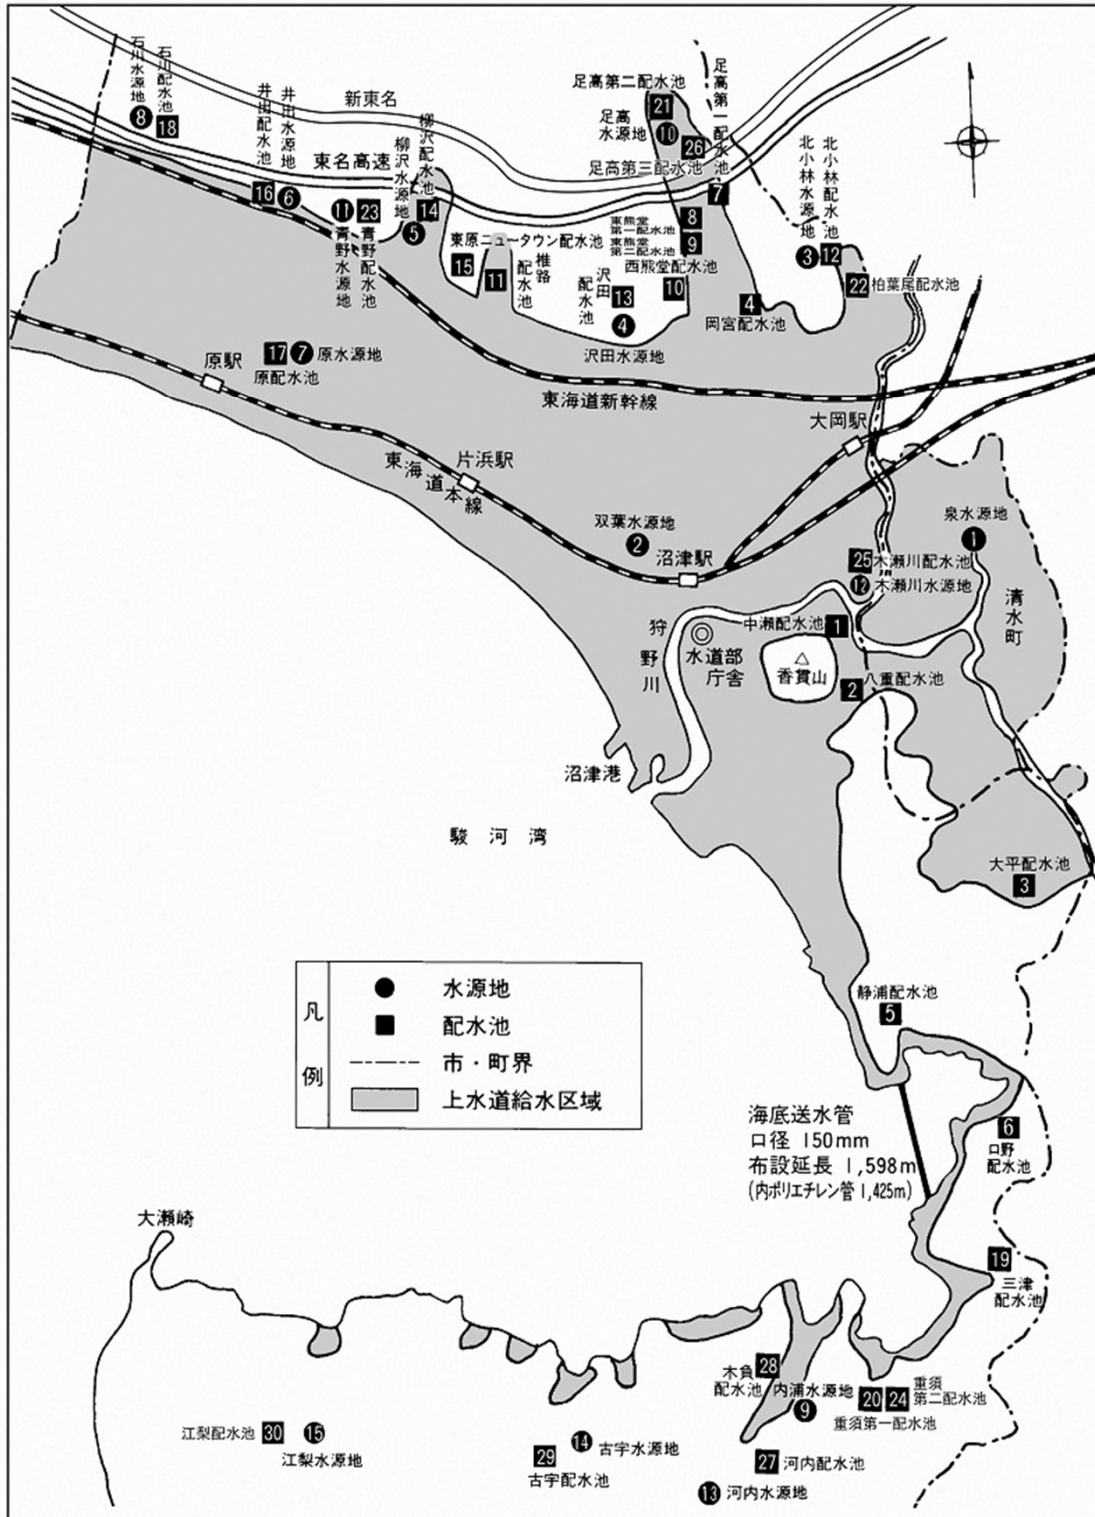 石川水源地
8
石川配水池
18
井出配水池
16
井出水源地
6
新東名
東名高速
柳沢水源地
5
柳沢配水池
14
11
青野水源地
23
青野配水池
足高第二配水池
21
足高
水源地
10
26
足高第三配水池
足高第一配水池
7
北小林水源地
3
北小林配水池
12
22
柏葉尾配水池
東原ニュータウン配水池
15
11
椎路
配水池
沢田
配水池
13
4
沢田水源地
東熊堂
第一配水池
8
東熊堂
第二配水池
9
西熊堂配水池
10
4
岡宮配水池
17
7
原水源地
原配水池
原駅
東海道新幹線
大岡駅
片浜駅
東海道本線
双葉水源地
2
沼津駅
泉水源地
1
25
木瀬川配水池
12
木瀬川水源地
清水町
狩野川
中瀬配水池
1
水道部
庁舎
香貫山
2
八重配水池
沼津港
駿河湾
大平配水池
3
凡例
水源地
配水池
市・町界
上水道給水区域
静浦配水池
5
海底送水管
口径 150mm
布設延長 1,598m
(内ポリエチレン管 1,425m)
6
口野
配水池
大瀬崎
19
三津
配水池
木負
配水池
28
内浦水源地
9
20
24
重須
第二配水池
重須第一配水池
江梨配水池
30
15
江梨水源地
14
古宇水源地
29
古宇配水池
27
河内配水池
13
河内水源地